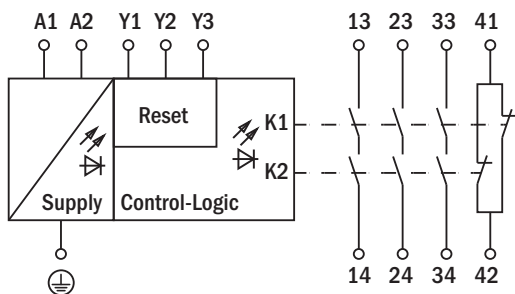 A1 A2 Y1 Y2 Y3 13 23 33 41
Reset
K1
K2
Supply Control-Logic
14 24 34 42